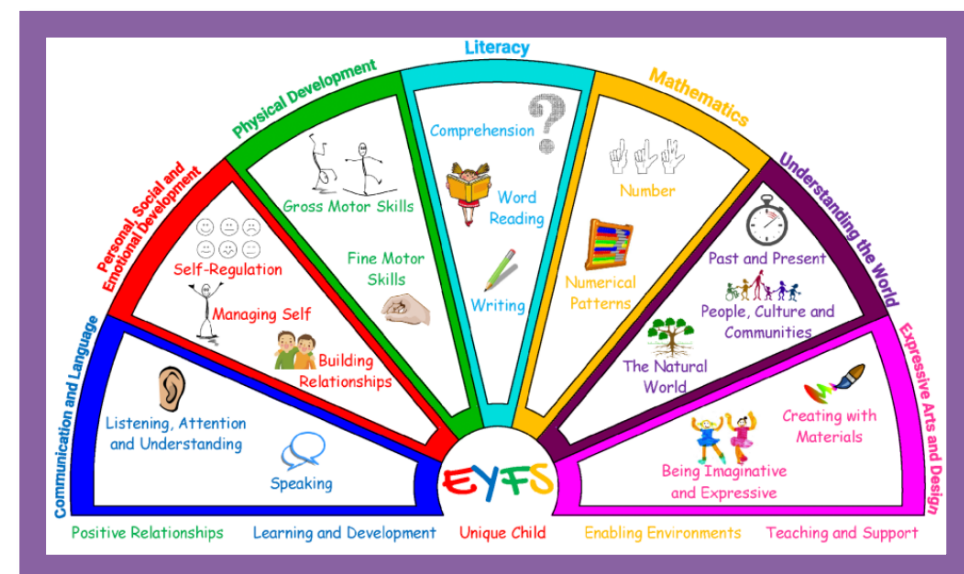 Literacy
Physical Development
Mathematics
Personal, Social and
Emotional Development
Understanding the World
Communication and Language
Expressive Arts and Design
Comprehension
Word
Reading
Writing
Gross Motor Skills
Fine Motor
Skills
Number
Numerical
Patterns
Self-Regulation
Managing Self
Building
Relationships
Past and Present
People, Culture and
Communities
The Natural
World
Listening, Attention
and Understanding
Speaking
Creating with
Materials
Being Imaginative
and Expressive
EYFS
Positive Relationships
Learning and Development
Unique Child
Enabling Environments
Teaching and Support